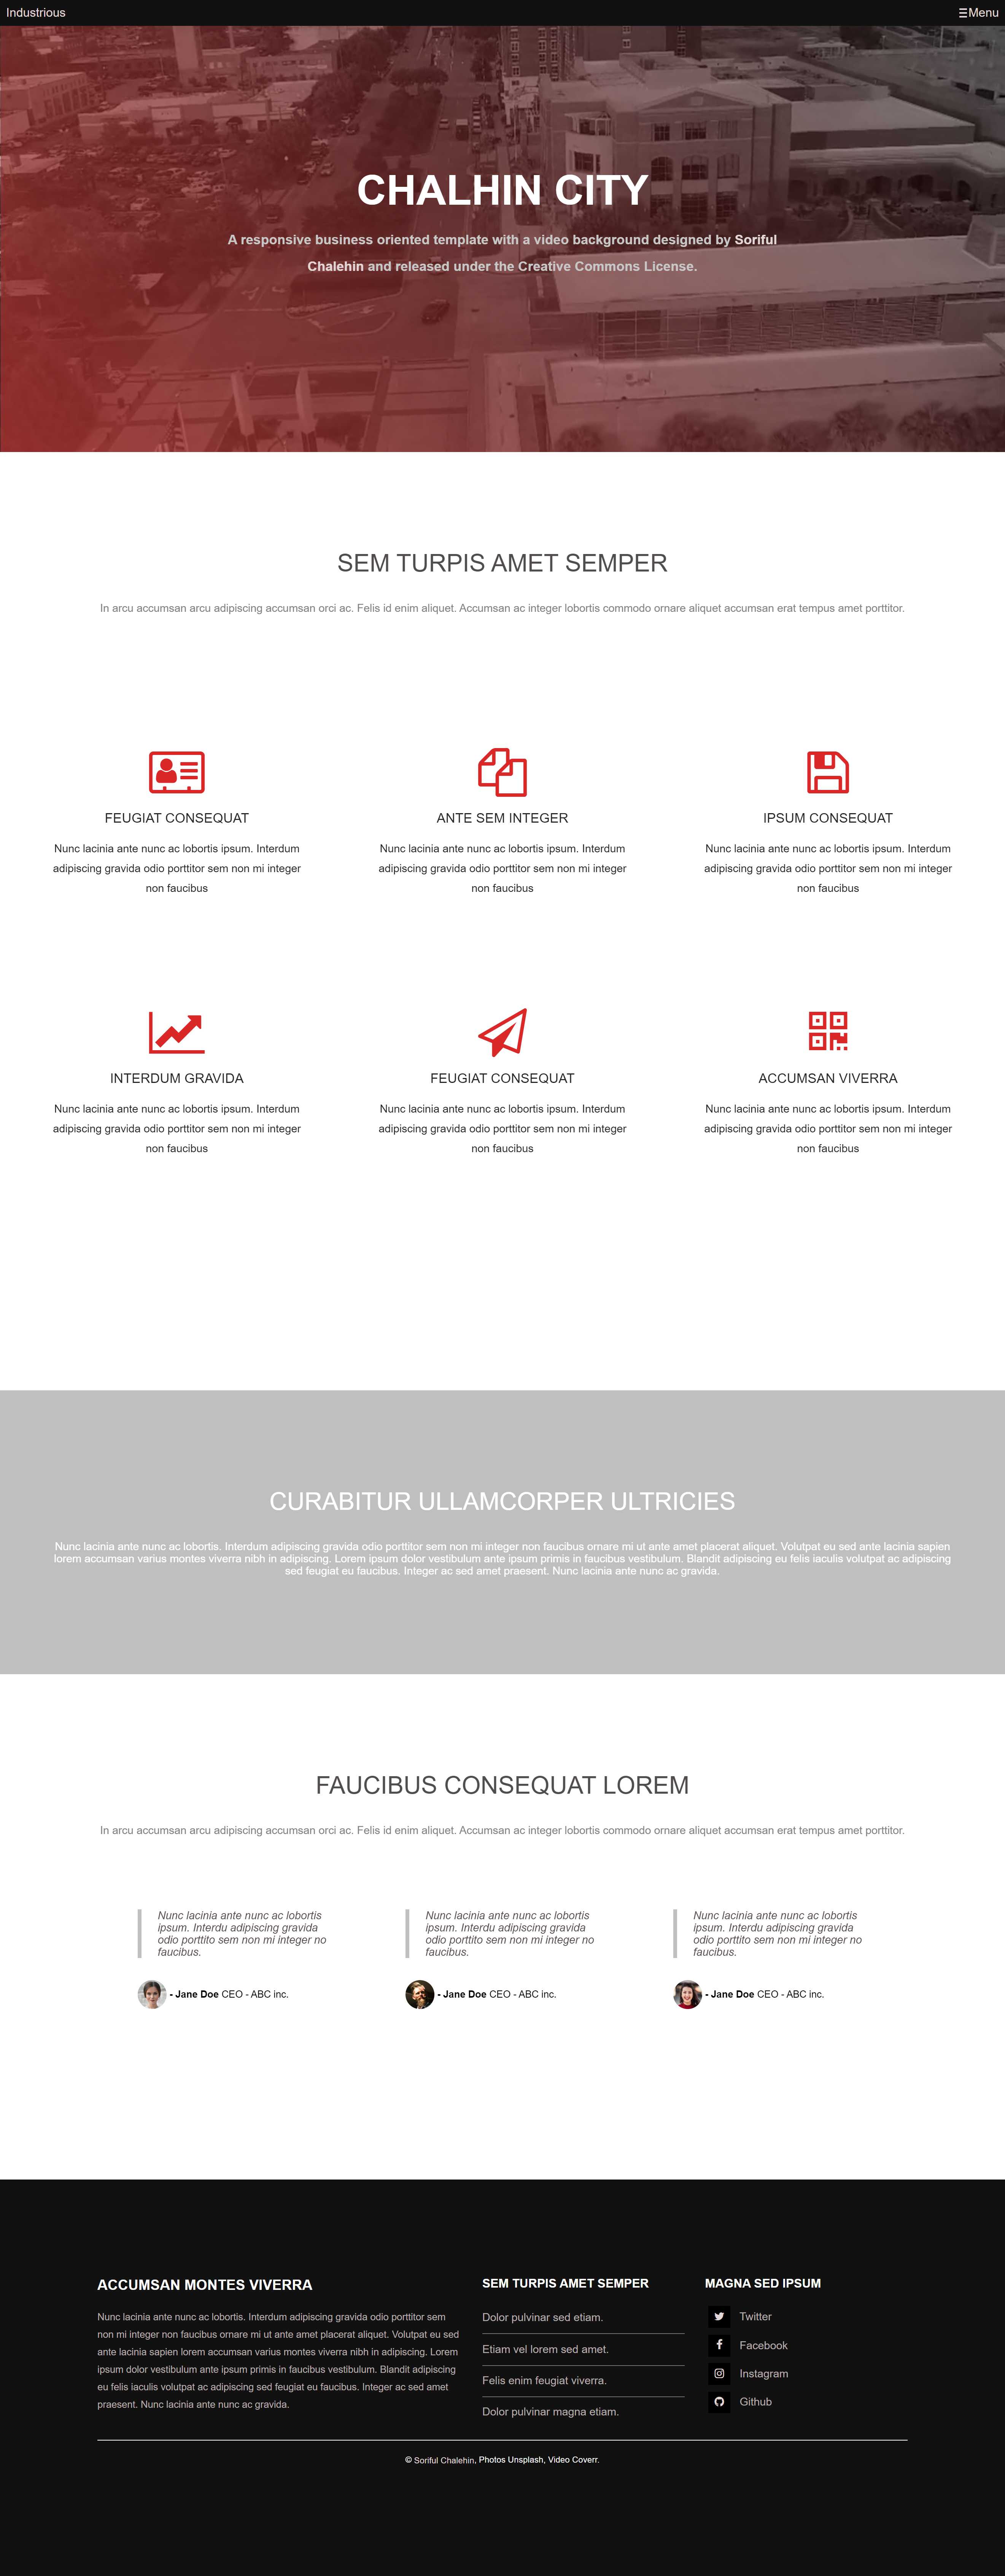 Industrious
Menu
CHALHIN CITY
A responsive business oriented template with a video background designed by Soriful
Chalehin and released under the Creative Commons License.
SEM TURPIS AMET SEMPER
In arcu accumsan arcu adipiscing accumsan orci ac. Felis id enim aliquet. Accumsan ac integer lobortis commodo ornare aliquet accumsan erat tempus amet porttitor.
FEUGIAT CONSEQUAT
Nunc lacinia ante nunc ac lobortis ipsum. Interdum
adipiscing gravida odio porttitor sem non mi integer
non faucibus
ANTE SEM INTEGER
Nunc lacinia ante nunc ac lobortis ipsum. Interdum
adipiscing gravida odio porttitor sem non mi integer
non faucibus
IPSUM CONSEQUAT
Nunc lacinia ante nunc ac lobortis ipsum. Interdum
adipiscing gravida odio porttitor sem non mi integer
non faucibus
INTERDUM GRAVIDA
Nunc lacinia ante nunc ac lobortis ipsum. Interdum
adipiscing gravida odio porttitor sem non mi integer
non faucibus
FEUGIAT CONSEQUAT
Nunc lacinia ante nunc ac lobortis ipsum. Interdum
adipiscing gravida odio porttitor sem non mi integer
non faucibus
ACCUMSAN VIVERRA
Nunc lacinia ante nunc ac lobortis ipsum. Interdum
adipiscing gravida odio porttitor sem non mi integer
non faucibus
CURABITUR ULLAMCORPER ULTRICIES
Nunc lacinia ante nunc ac lobortis. Interdum adipiscing gravida odio porttitor sem non mi integer non faucibus ornare mi ut ante amet placerat aliquet. Volutpat eu sed ante lacinia sapien
lorem accumsan varius montes viverra nibh in adipiscing. Lorem ipsum dolor vestibulum ante ipsum primis in faucibus vestibulum. Blandit adipiscing eu felis iaculis volutpat ac adipiscing
sed feugiat eu faucibus. Integer ac sed amet praesent. Nunc lacinia ante nunc ac gravida.
FAUCIBUS CONSEQUAT LOREM
In arcu accumsan arcu adipiscing accumsan orci ac. Felis id enim aliquet. Accumsan ac integer lobortis commodo ornare aliquet accumsan erat tempus amet porttitor.
Nunc lacinia ante nunc ac lobortis
ipsum. Interdu adipiscing gravida
odio porttito sem non mi integer no
faucibus.
- Jane Doe CEO - ABC inc.
Nunc lacinia ante nunc ac lobortis
ipsum. Interdu adipiscing gravida
odio porttito sem non mi integer no
faucibus.
- Jane Doe CEO - ABC inc.
Nunc lacinia ante nunc ac lobortis
ipsum. Interdu adipiscing gravida
odio porttito sem non mi integer no
faucibus.
- Jane Doe CEO - ABC inc.
ACCUMSAN MONTES VIVERRA
Nunc lacinia ante nunc ac lobortis. Interdum adipiscing gravida odio porttitor sem
non mi integer non faucibus ornare mi ut ante amet placerat aliquet. Volutpat eu sed
ante lacinia sapien lorem accumsan varius montes viverra nibh in adipiscing. Lorem
ipsum dolor vestibulum ante ipsum primis in faucibus vestibulum. Blandit adipiscing
eu felis iaculis volutpat ac adipiscing sed feugiat eu faucibus. Integer ac sed amet
praesent. Nunc lacinia ante nunc ac gravida.
SEM TURPIS AMET SEMPER
Dolor pulvinar sed etiam.
Etiam vel lorem sed amet.
Felis enim feugiat viverra.
Dolor pulvinar magna etiam.
MAGNA SED IPSUM
Twitter
Facebook
Instagram
Github
© Soriful Chalehin. Photos Unsplash, Video Coverr.